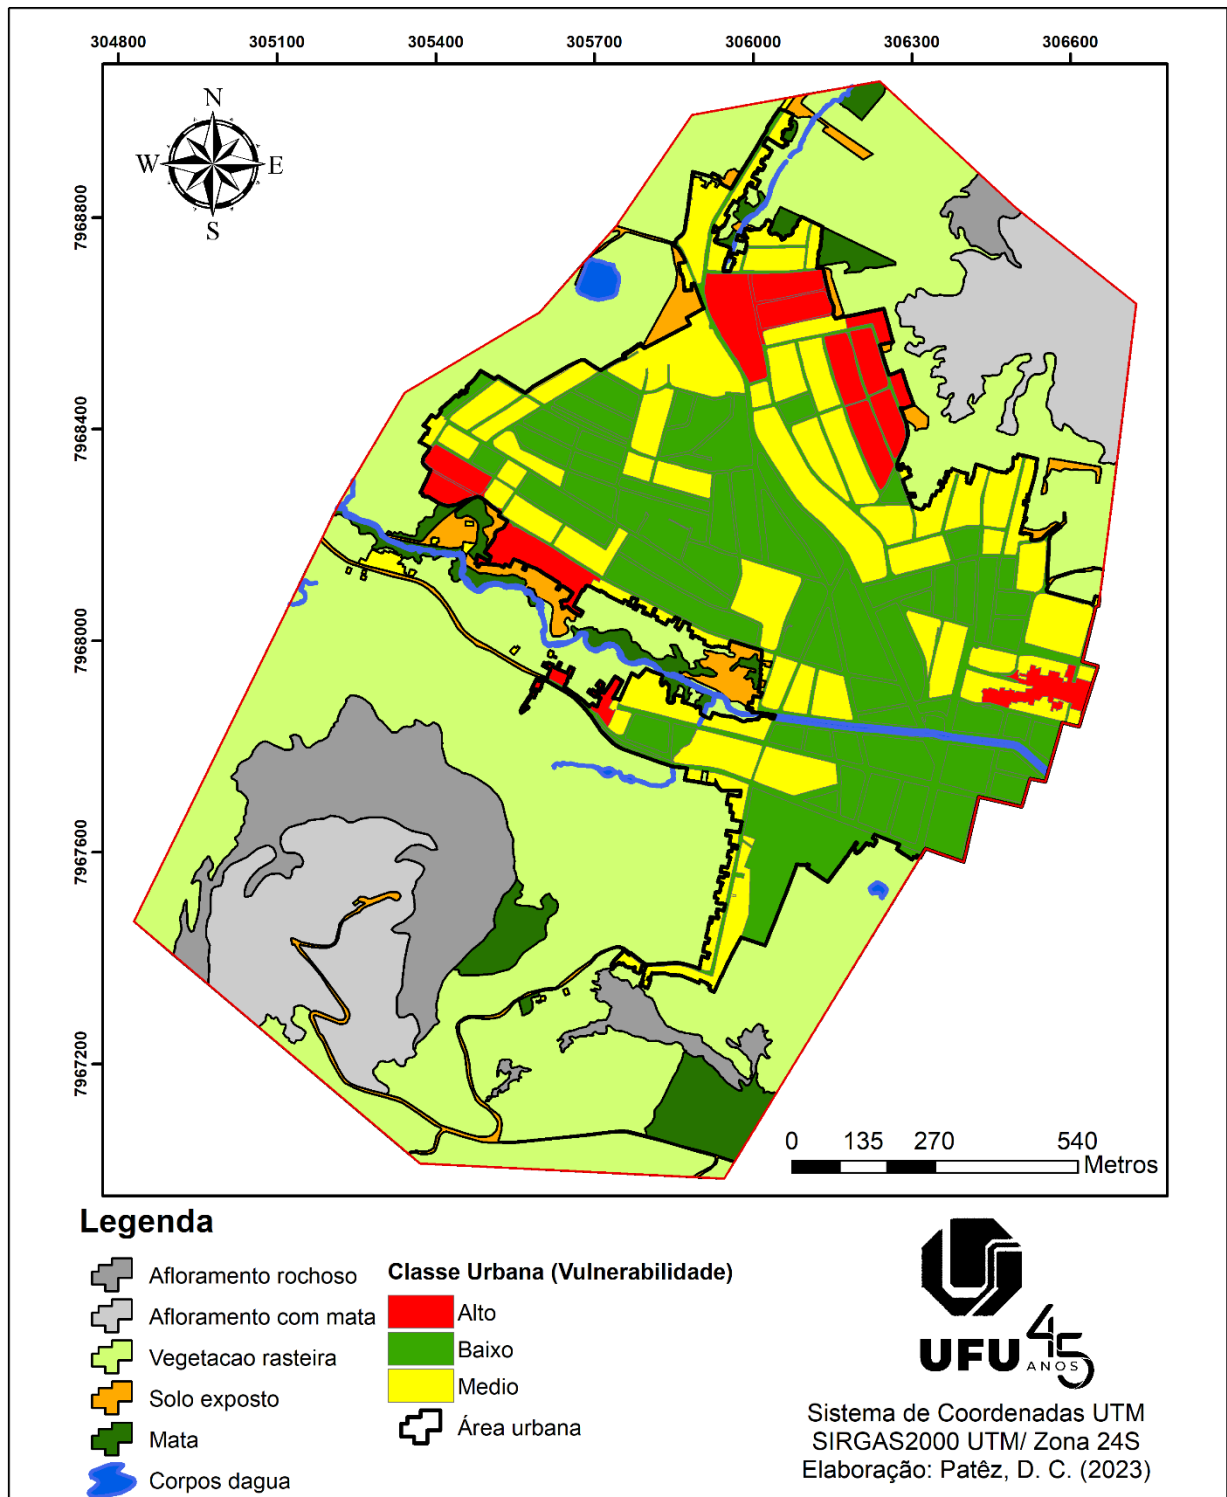 304800 305100 305400 305700 306000 306300 306600
N
W E
S
7968800
7968400
7968000
7967600
7967200
0 135 270 540
Metros
Legenda
Afloramento rochoso
Afloramento com mata
Vegetacao rasteira
Solo exposto
Mata
Corpos dagua
Classe Urbana (Vulnerabilidade)
Alto
Baixo
Medio
Área urbana
UFU 45
ANOS
Sistema de Coordenadas UTM
SIRGAS2000 UTM/ Zona 24S
Elaboração: Patêz, D. C. (2023)